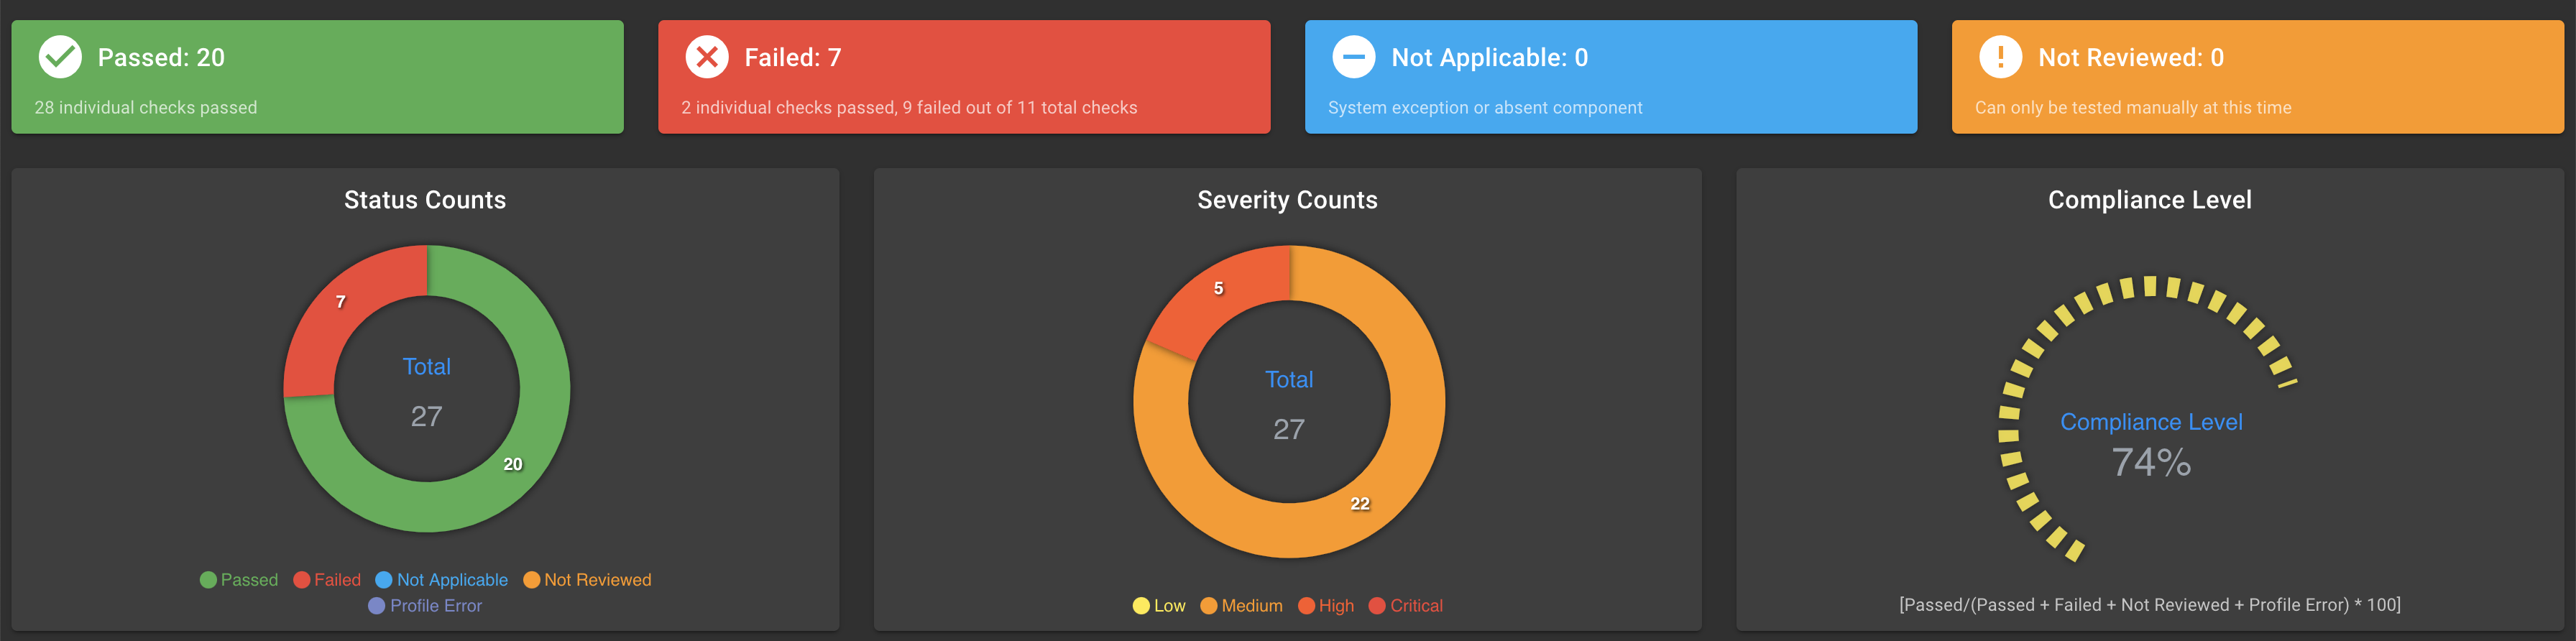 Passed: 20
28 individual checks passed
Failed: 7
2 individual checks passed, 9 failed out of 11 total checks
Not Applicable: 0
System exception or absent component
Not Reviewed: 0
Can only be tested manually at this time
Status Counts
7
Total
27
20
Passed
Failed
Not Applicable
Not Reviewed
Profile Error
Severity Counts
5
Total
27
22
Low
Medium
High
Critical
Compliance Level
Compliance Level
74%
[Passed/(Passed + Failed + Not Reviewed + Profile Error) * 100]